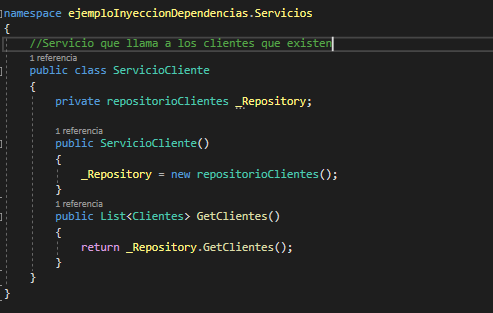 namespace ejemploInyeccionDependencias.Servicios
{
//Servicio que llama a los clientes que existen
1 referencia
public class ServicioCliente
{
private repositorioClientes _Repository;
1 referencia
public ServicioCliente()
{
_Repository = new repositorioClientes();
}
1 referencia
public List<Clientes> GetClientes()
{
return _Repository.GetClientes();
}
}
}